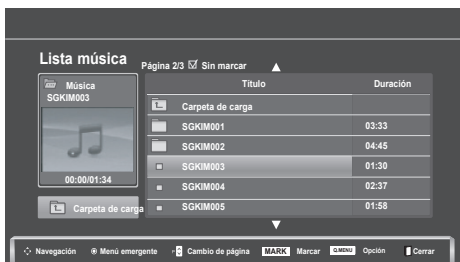 Lista música
Página 2/3 Sin marcar
Música
SGKIM003
00:00/01:34
Carpeta de carga
Título Duración
Carpeta de carga
SGKIM001 03:33
SGKIM002 04:45
SGKIM003 01:30
SGKIM004 02:37
SGKIM005 01:58
Navegación Menú emergente P Cambio de página MARK Marcar Q.MENU Opción Cerrar